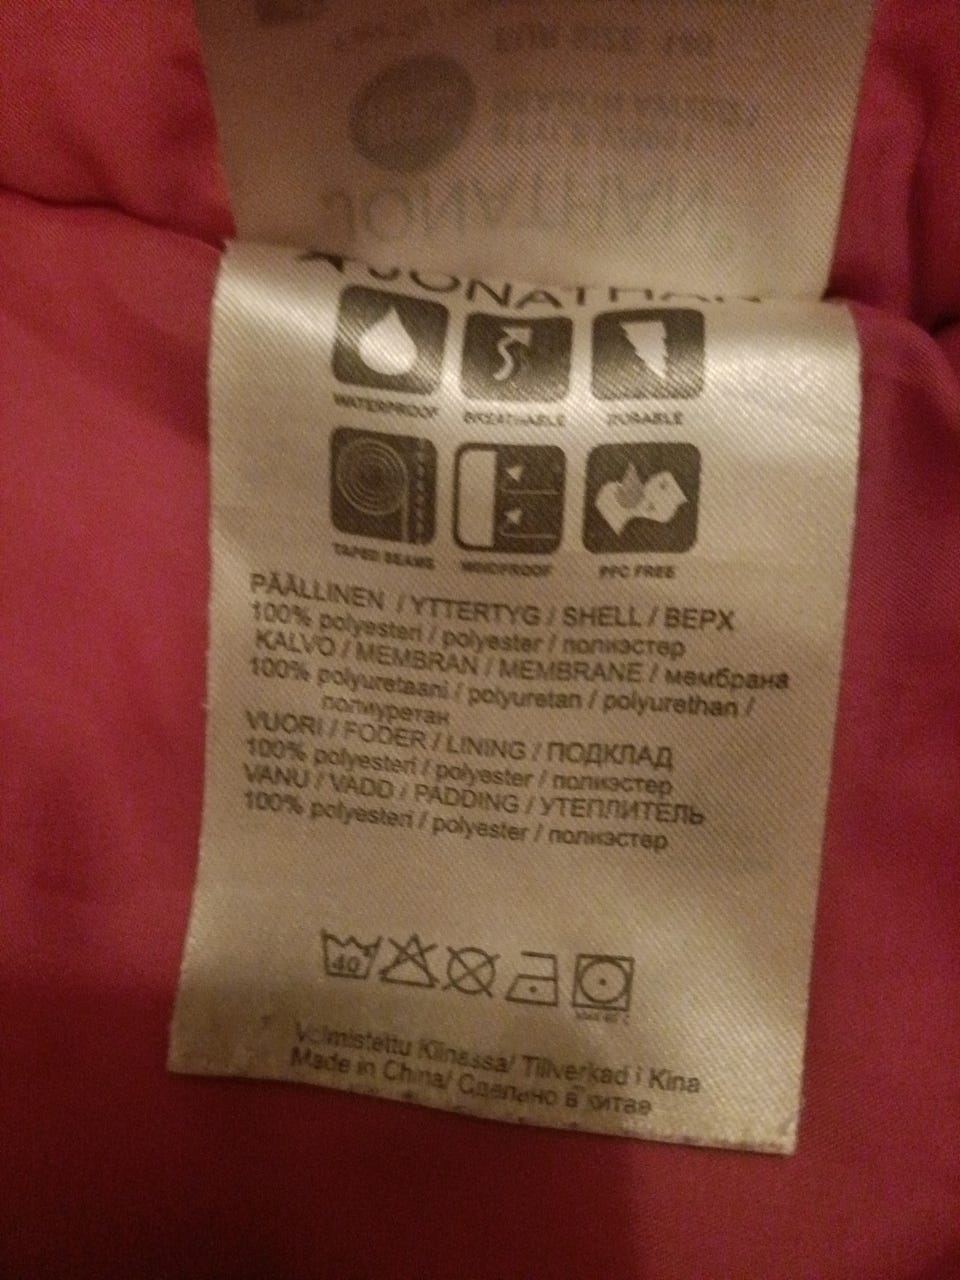 JONATHAN
JONATHAN
WATERPROOF BREATHABLE DURABLE
TAPED SEAMS WINDPROOF PFC FREE
PÄÄLLINEN / YTTERTYG / SHELL / ВЕРХ
100% polyesteri / polyester / полиэстер
KALVO / MEMBRAN / MEMBRANE / мембрана
100% polyuretaani / polyuretan / polyurethan /
полиуретан
VUORI / FODER / LINING / ПОДКЛАД
100% polyesteri / polyester / полиэстер
VANU / VADD / PADDING / УТЕПЛИТЕЛЬ
100% polyesteri / polyester / полиэстер
40
Valmistettu Kiinassa/ Tillverkad i Kina
Made in China/ Сделано в китае